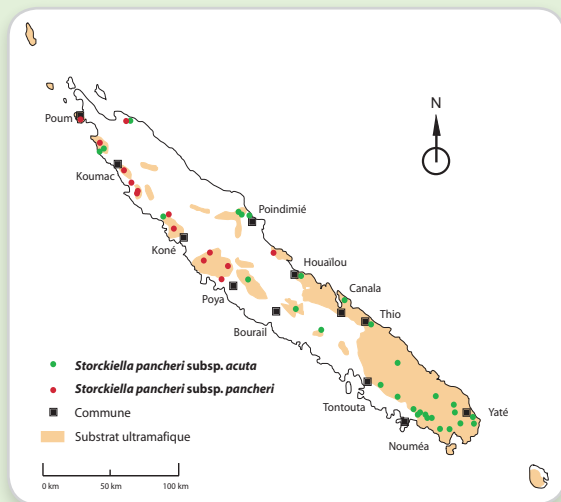 N
Poum
Koumac
Poindimié
Koné
Houaïlou
Canala
Poya
Thio
Bourail
Storckiella pancheri subsp. acuta
Storckiella pancheri subsp. pancheri
Commune
Substrat ultramafique
Tontouta
Yaté
Nouméa
0 km 50 km 100 km